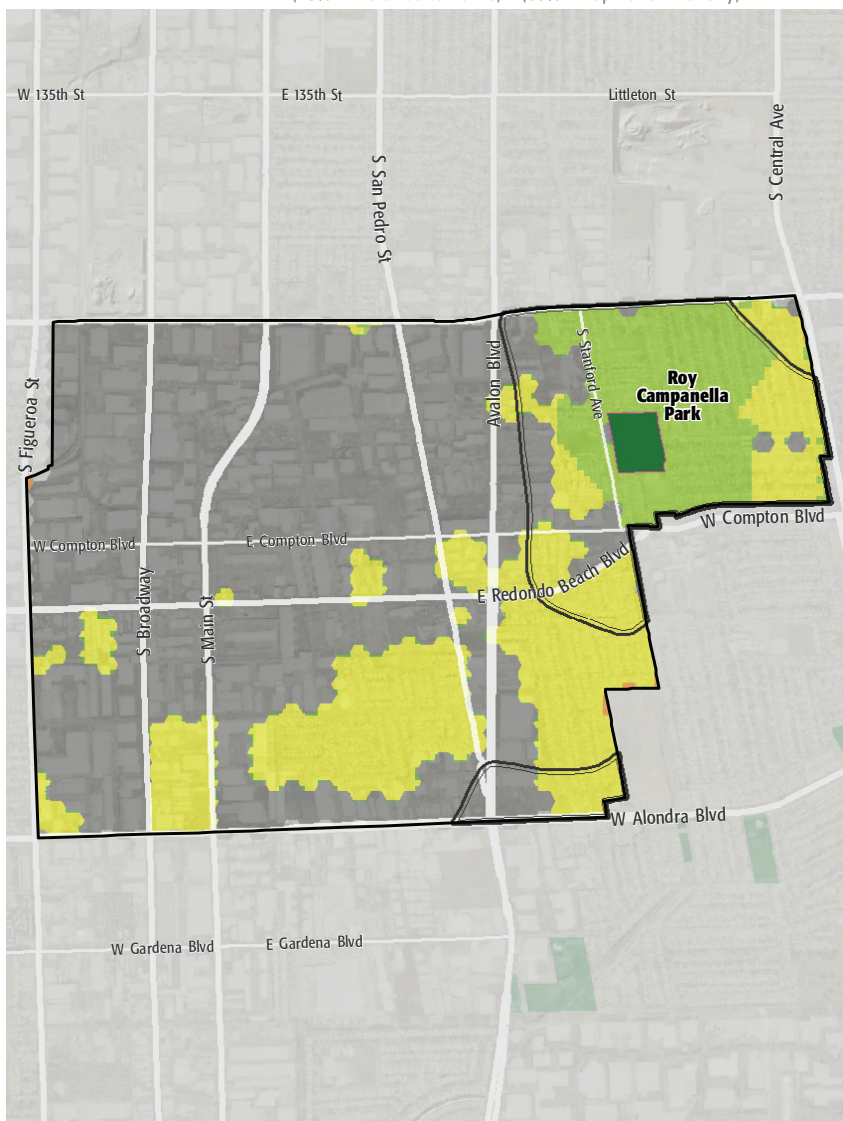 W 135th St
E 135th St
Littleton St
S Central Ave
S San Pedro St
S Figueroa St
Avalon Blvd
S Stanford Ave
Roy
Campanella
Park
W Compton Blvd
E Compton Blvd
W Compton Blvd
S Broadway
S Main St
E Redondo Beach Blvd
W Alondra Blvd
W Gardena Blvd
E Gardena Blvd